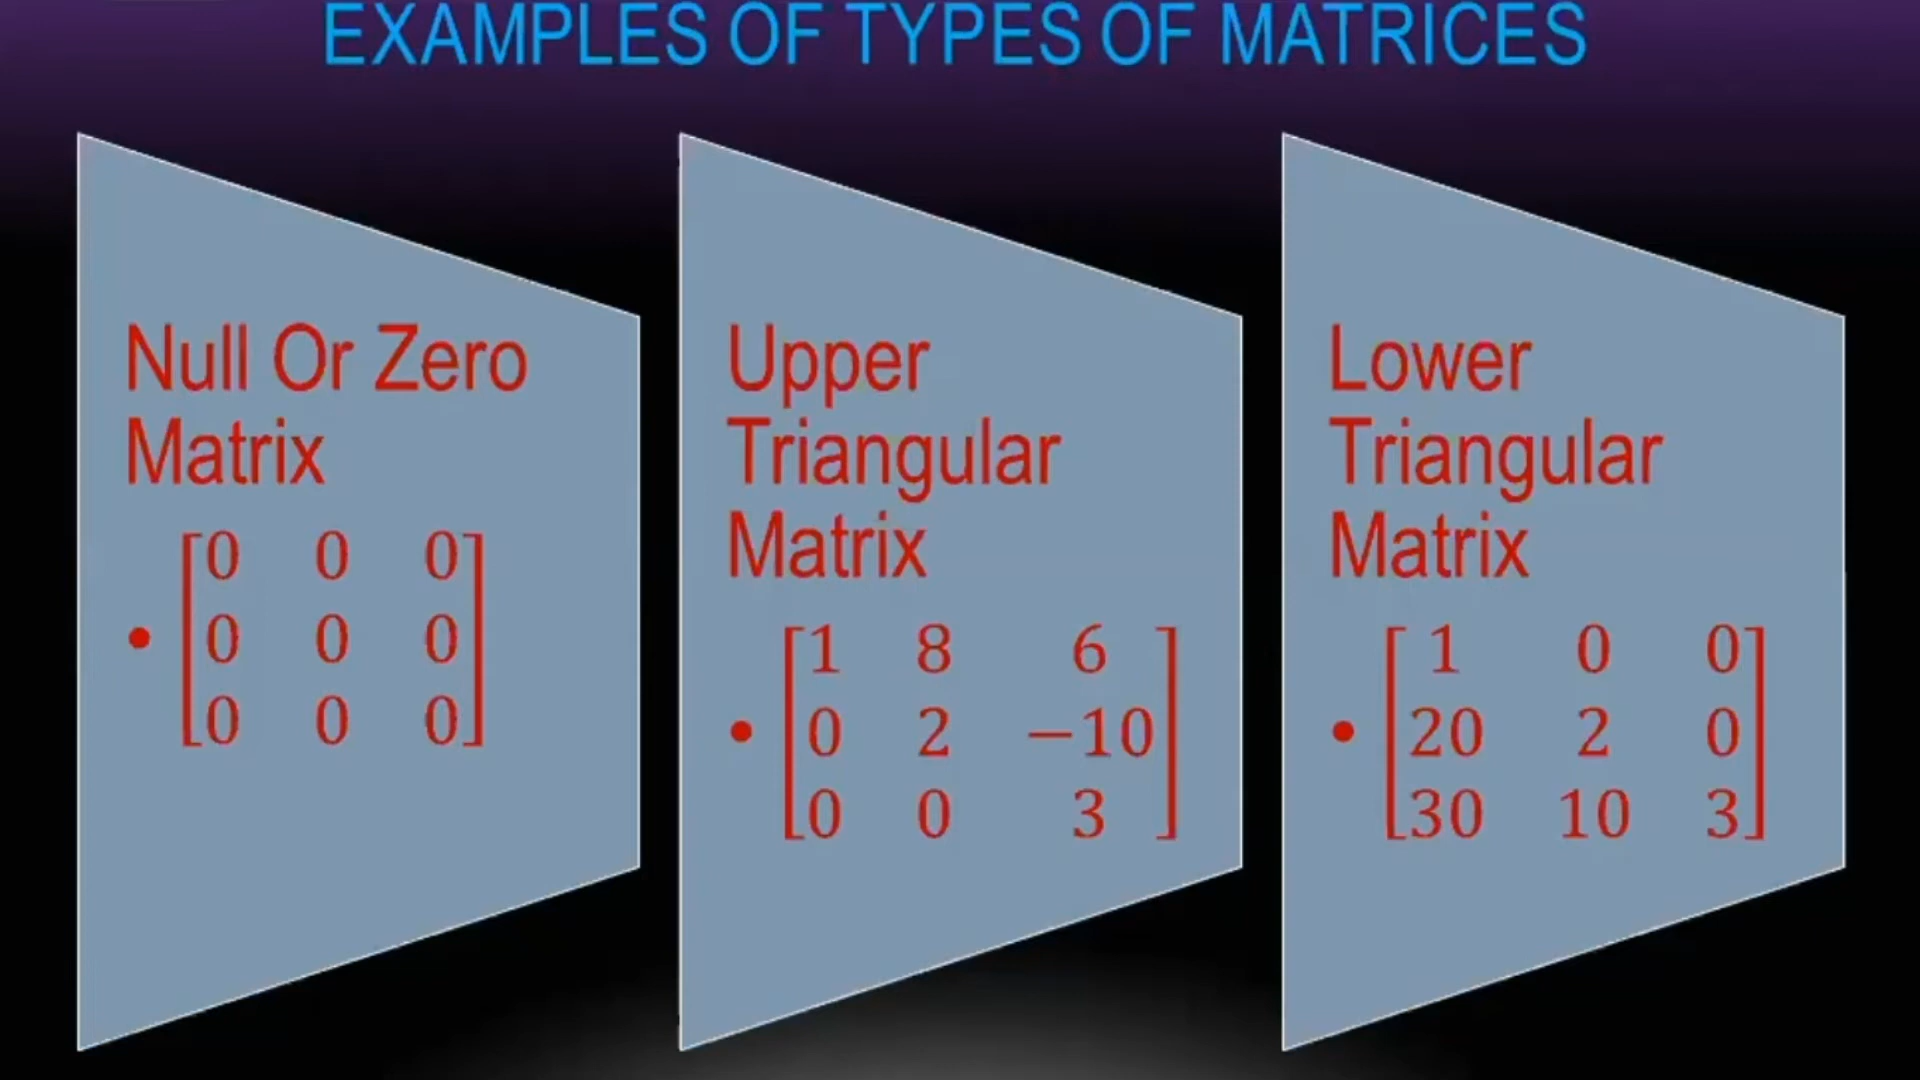 EXAMPLES OF TYPES OF MATRICES
Null Or Zero
Matrix
• [0 0 0
0 0 0
0 0 0]
Upper
Triangular
Matrix
• [1 8 6
0 2 −10
0 0 3]
Lower
Triangular
Matrix
• [1 0 0
20 2 0
30 10 3]